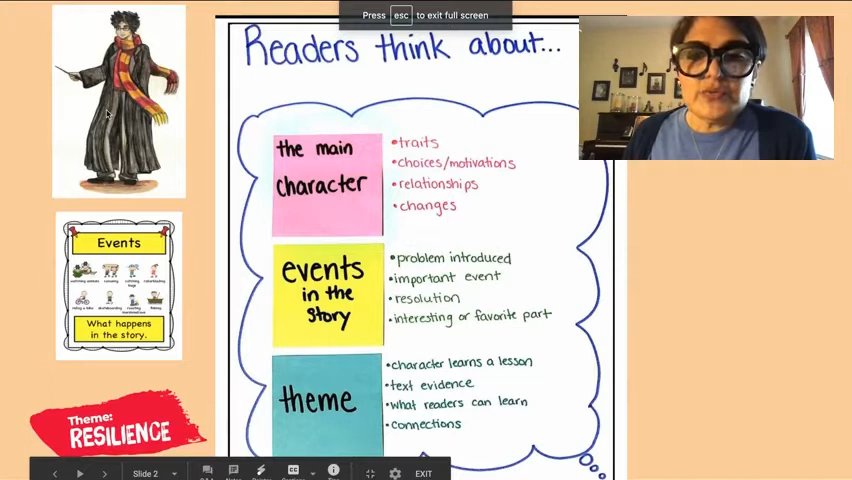 Press esc to exit full screen
Readers think about...
the main
character
•traits
•choices/motivations
•relationships
•changes
Events
What happens
in the story.
events
in the
story
•problem introduced
•important event
•resolution
•interesting or favorite part
theme
•character learns a lesson
•text evidence
•what readers can learn
•connections
Theme:
RESILIENCE
Slide 2
EXIT